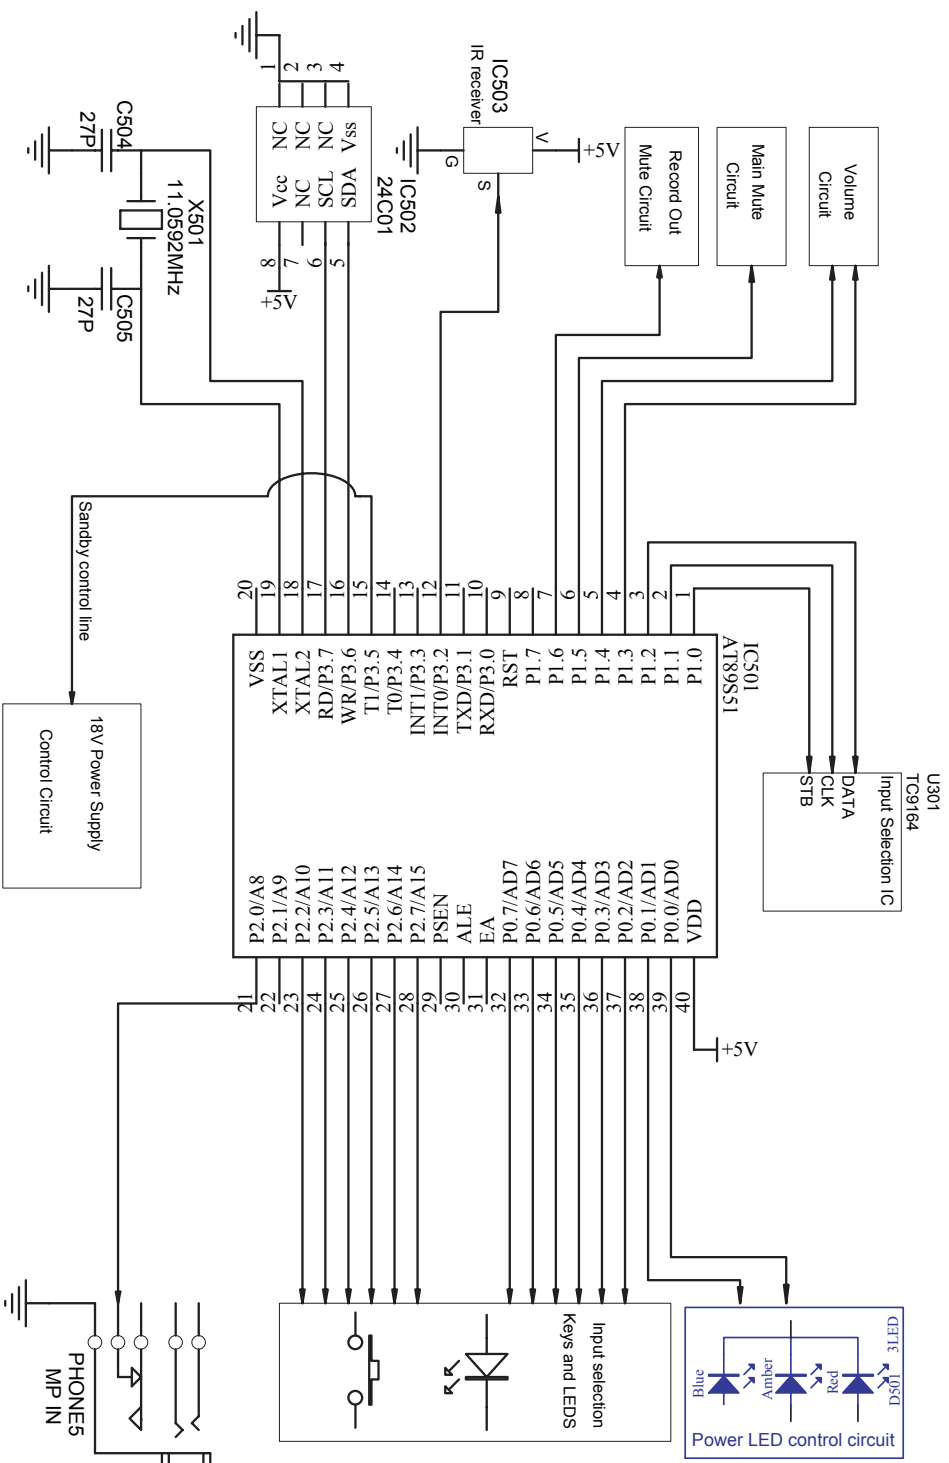 U301
TC9164
Input Selection IC
DATA
CLK
STB
Volume
Circuit
Main Mute
Circuit
Record Out
Mute Circuit
IC503
IR receiver
V
G
S
+5V
IC502
24C01
4
3
2
1
Vss
NC
NC
NC
SDA
SCL
NC
Vcc
5
6
7
8
+5V
X501
11.0592MHz
C504
27P
C505
27P
Sandby control line
18V Power Supply
Control Circuit
IC501
AT89S51
1 P1.0
2 P1.1
3 P1.2
4 P1.3
5 P1.4
6 P1.5
7 P1.6
8 P1.7
9 RST
10 RXD/P3.0
11 TXD/P3.1
12 INT0/P3.2
13 INT1/P3.3
14 T0/P3.4
15 T1/P3.5
16 WR/P3.6
17 RD/P3.7
18 XTAL2
19 XTAL1
20 VSS
VDD 40
P0.0/AD0 39
P0.1/AD1 38
P0.2/AD2 37
P0.3/AD3 36
P0.4/AD4 35
P0.5/AD5 34
P0.6/AD6 33
P0.7/AD7 32
EA 31
ALE 30
PSEN 29
P2.7/A15 28
P2.6/A14 27
P2.5/A13 26
P2.4/A12 25
P2.3/A11 24
P2.2/A10 23
P2.1/A9 22
P2.0/A8 21
+5V
3LED
D501
Red
Amber
Blue
Power LED control circuit
Input selection
Keys and LEDS
PHONE5
MP IN